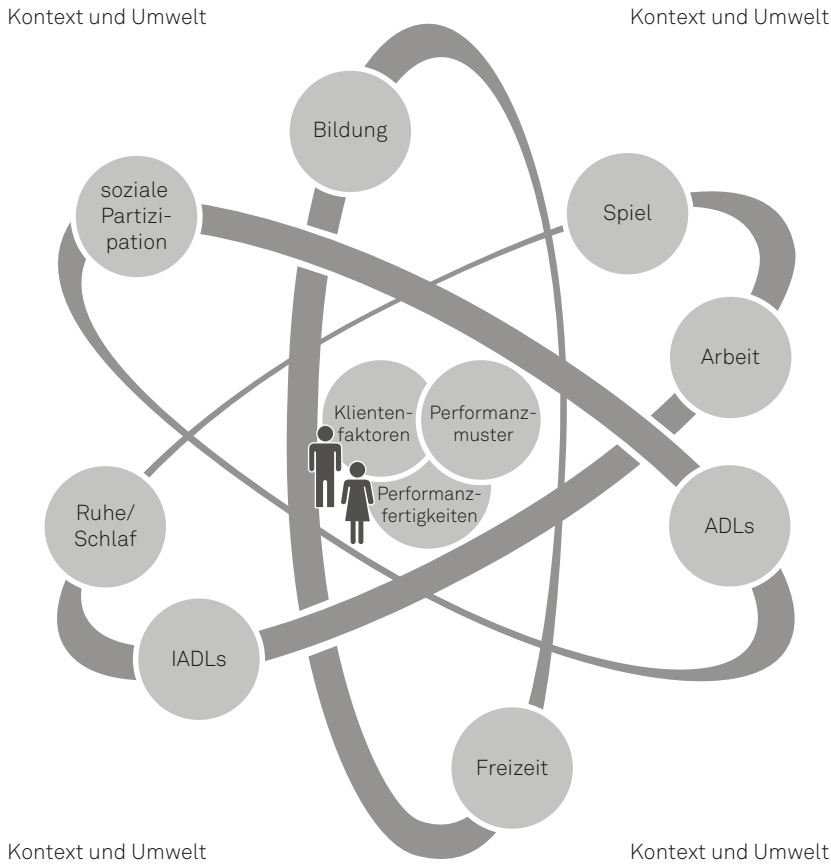 Kontext und Umwelt
Kontext und Umwelt
Bildung
soziale
Partizi-
pation
Spiel
Arbeit
Klienten-
faktoren
Performanz-
muster
Performanz-
fertigkeiten
Ruhe/
Schlaf
ADLs
IADLs
Freizeit
Kontext und Umwelt
Kontext und Umwelt